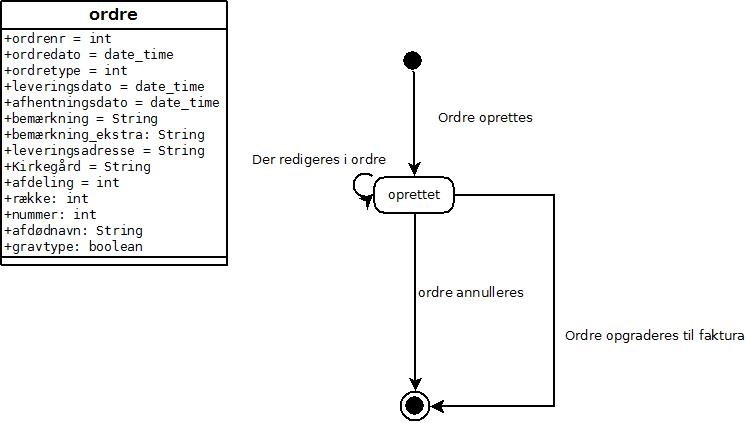 ordre
+ordrenr = int
+ordredato = date_time
+ordretype = int
+leveringsdato = date_time
+afhentningsdato = date_time
+bemærkning = String
+bemærkning_ekstra: String
+leveringsadresse = String
+Kirkegård = String
+afdeling = int
+række: int
+nummer: int
+afdødnavn: String
+gravtype: boolean
Ordre oprettes
Der redigeres i ordre
oprettet
ordre annulleres
Ordre opgraderes til faktura